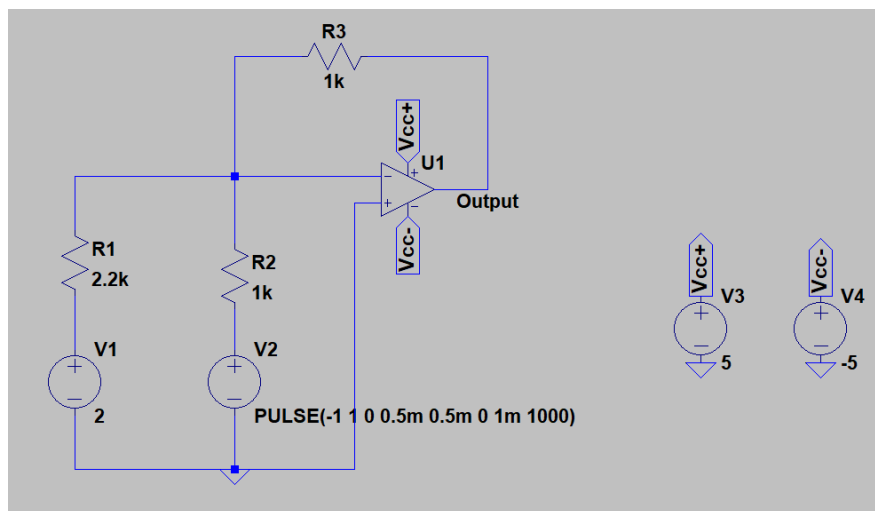 R3
1k
Vcc+
U1
Output
Vcc-
R1
2.2k
R2
1k
V1
2
V2
PULSE(-1 1 0 0.5m 0.5m 0 1m 1000)
Vcc+
V3
5
Vcc-
V4
-5